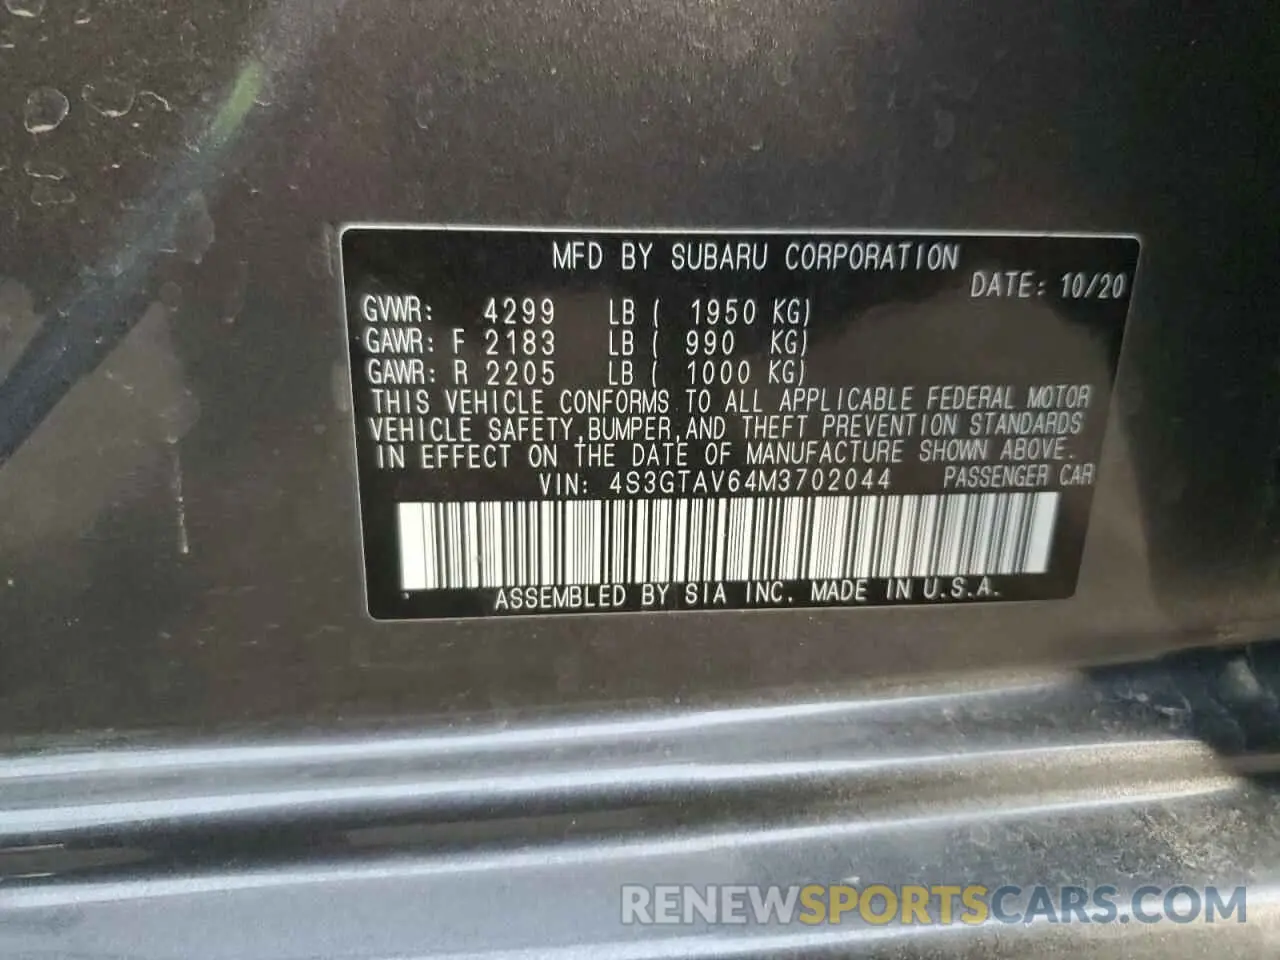 MFD BY SUBARU CORPORATION
DATE: 10/20
GVWR: 4299 LB ( 1950 KG)
GAWR: F 2183 LB ( 990 KG)
GAWR: R 2205 LB ( 1000 KG)
THIS VEHICLE CONFORMS TO ALL APPLICABLE FEDERAL MOTOR
VEHICLE SAFETY,BUMPER,AND THEFT PREVENTION STANDARDS
IN EFFECT ON THE DATE OF MANUFACTURE SHOWN ABOVE.
VIN: 4S3GTAV64M3702044 PASSENGER CAR
ASSEMBLED BY SIA INC. MADE IN U.S.A.
RENEWSPORTSCARS.COM